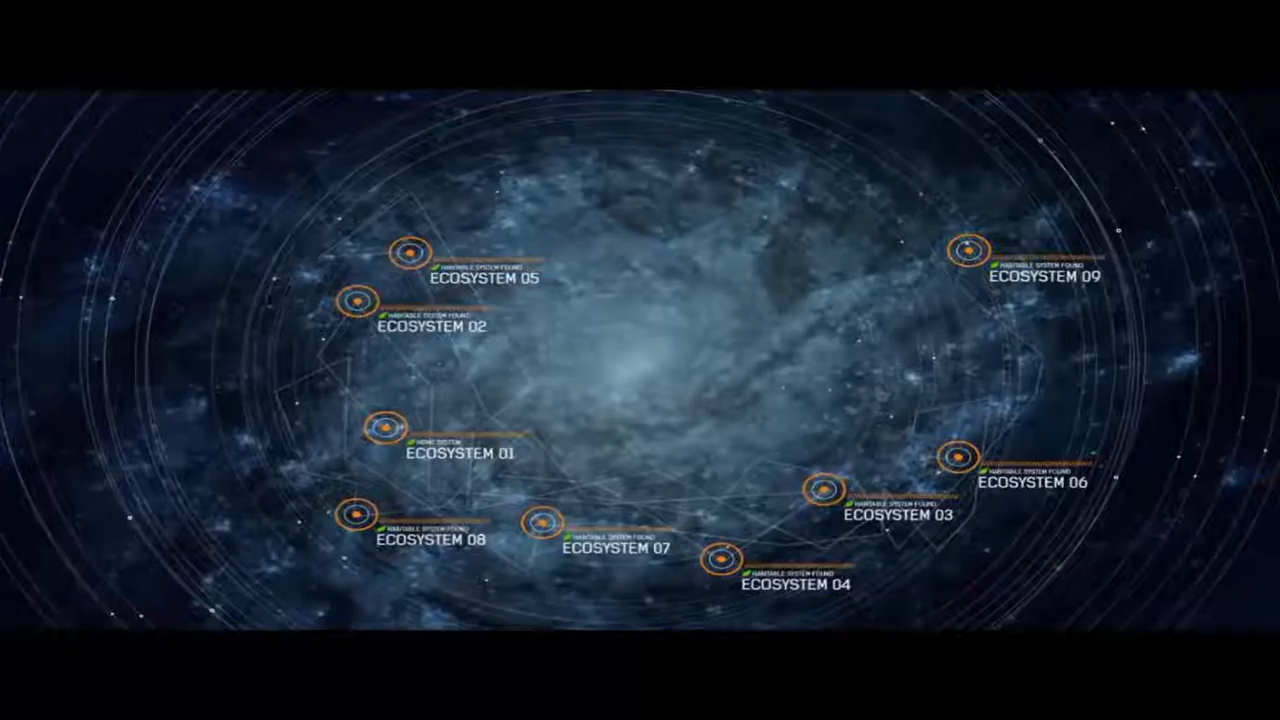 HABITABLE SYSTEM FOUND
ECOSYSTEM 05
HABITABLE SYSTEM FOUND
ECOSYSTEM 09
HABITABLE SYSTEM FOUND
ECOSYSTEM 02
HOME SYSTEM
ECOSYSTEM 01
HABITABLE SYSTEM FOUND
ECOSYSTEM 06
HABITABLE SYSTEM FOUND
ECOSYSTEM 03
HABITABLE SYSTEM FOUND
ECOSYSTEM 08
HABITABLE SYSTEM FOUND
ECOSYSTEM 07
HABITABLE SYSTEM FOUND
ECOSYSTEM 04